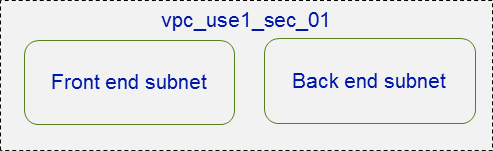 vpc_use1_sec_01
Front end subnet
Back end subnet